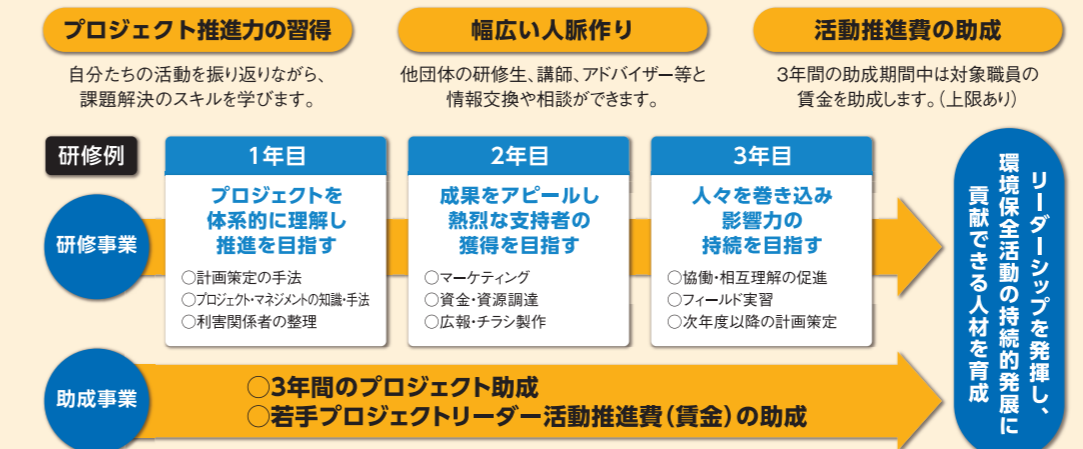 プロジェクト推進力の習得
自分たちの活動を振り返りながら、
課題解決のスキルを学びます。
幅広い人脈作り
他団体の研修生、講師、アドバイザー等と
情報交換や相談ができます。
活動推進費の助成
3年間の助成期間中は対象職員の
賃金を助成します。（上限あり）
研修例
研修事業
1年目
プロジェクトを
体系的に理解し
推進を目指す
○計画策定の手法
○プロジェクト・マネジメントの知識・手法
○利害関係者の整理
2年目
成果をアピールし
熱烈な支持者の
獲得を目指す
○マーケティング
○資金・資源調達
○広報・チラシ製作
3年目
人々を巻き込み
影響力の
持続を目指す
○協働・相互理解の促進
○フィールド実習
○次年度以降の計画策定
助成事業
○3年間のプロジェクト助成
○若手プロジェクトリーダー活動推進費（賃金）の助成
リーダーシップを発揮し、
環境保全活動の持続的発展に
貢献できる人材を育成